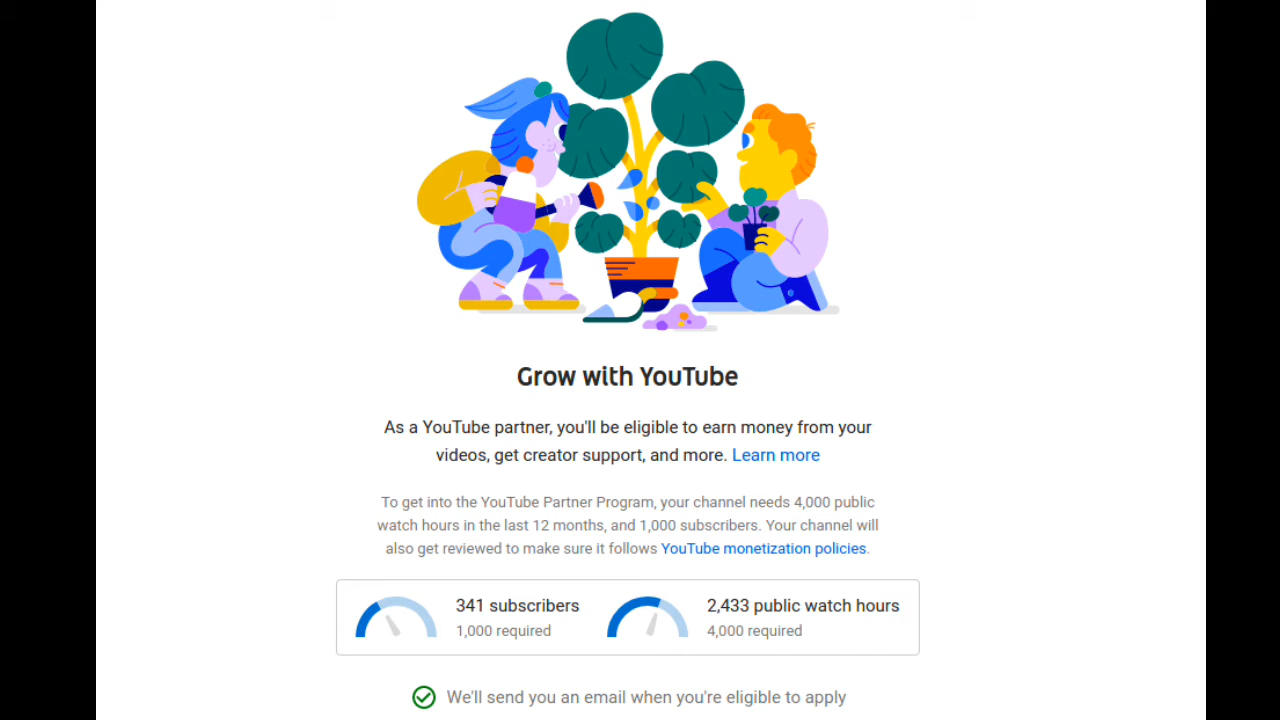 Grow with YouTube
As a YouTube partner, you'll be eligible to earn money from your
videos, get creator support, and more. Learn more
To get into the YouTube Partner Program, your channel needs 4,000 public
watch hours in the last 12 months, and 1,000 subscribers. Your channel will
also get reviewed to make sure it follows YouTube monetization policies.
341 subscribers
1,000 required
2,433 public watch hours
4,000 required
We'll send you an email when you're eligible to apply